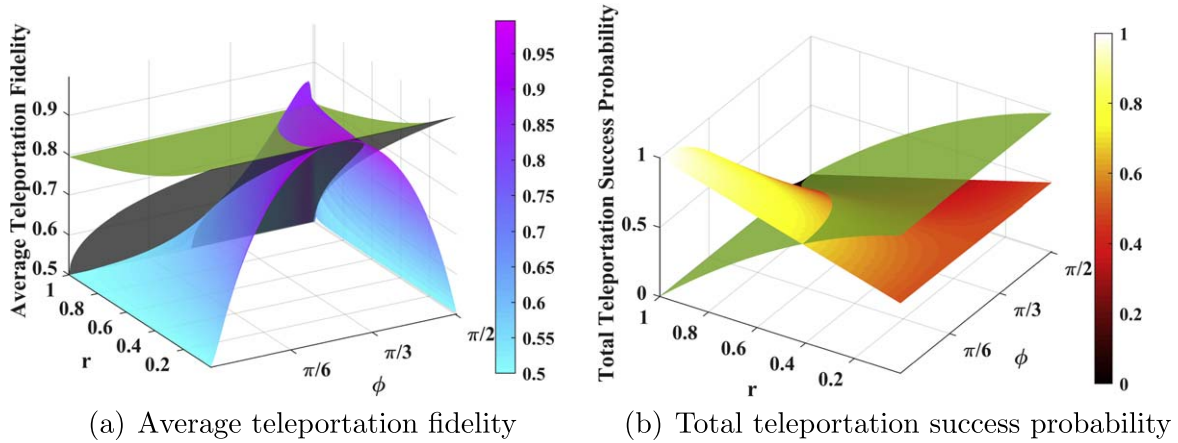 Average Teleportation Fidelity
0.9
0.8
0.7
0.6
0.5
1
0.8
0.6
0.4
0.2
r
π/6
π/3
π/2
ϕ
0.95
0.9
0.85
0.8
0.75
0.7
0.65
0.6
0.55
0.5
Total Teleportation Success Probability
1
0.5
0
1
0.8
0.6
0.4
0.2
r
π/6
π/3
π/2
ϕ
1
0.8
0.6
0.4
0.2
0
(a) Average teleportation fidelity
(b) Total teleportation success probability